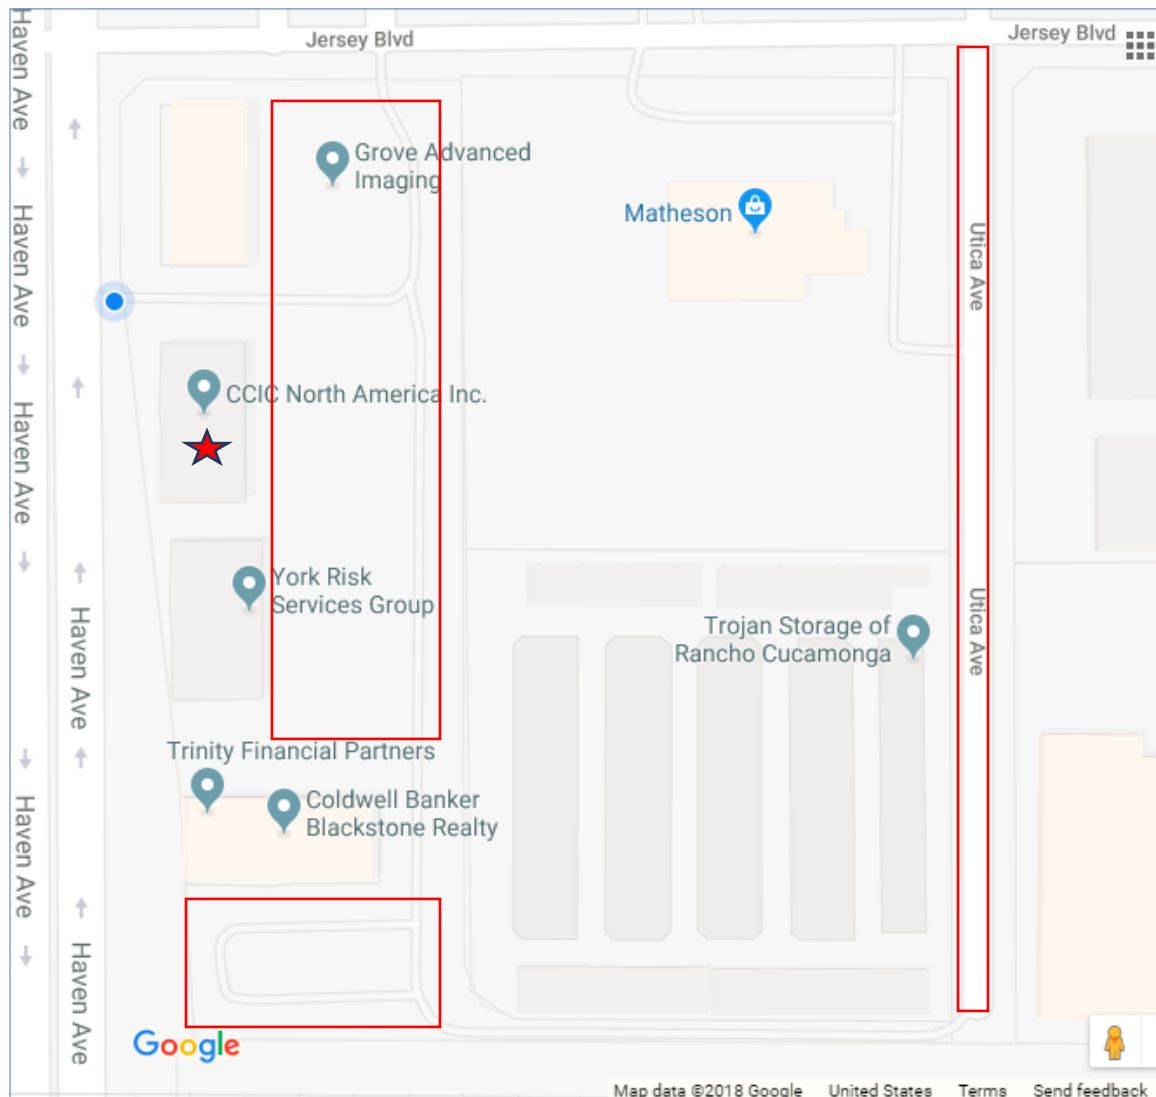 Jersey Blvd
Jersey Blvd
Haven Ave
Grove Advanced
Imaging
Matheson
Haven Ave
Utica Ave
CCIC North America Inc.
Haven Ave
York Risk
Services Group
Utica Ave
Trojan Storage of
Rancho Cucamonga
Haven Ave
Trinity Financial Partners
Coldwell Banker
Blackstone Realty
Haven Ave
Haven Ave
Google
Map data ©2018 Google United States Terms Send feedback